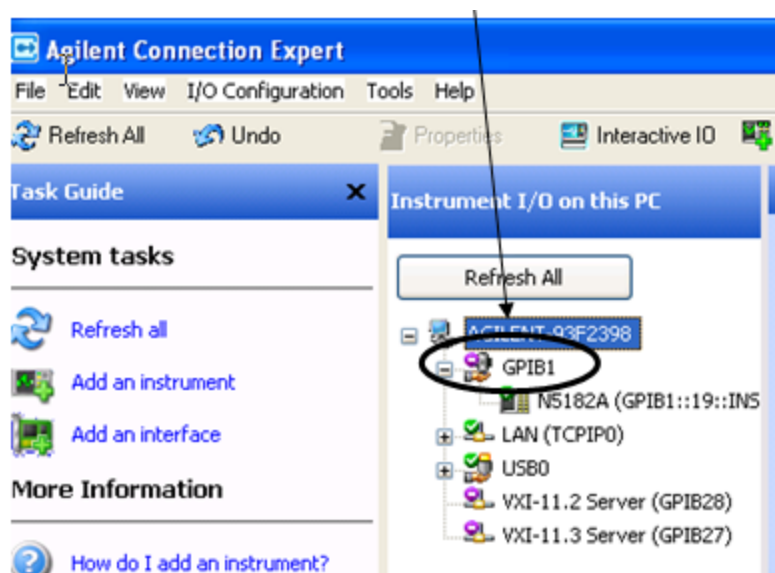 Agilent Connection Expert
File Edit View I/O Configuration Tools Help
Refresh All Undo Properties Interactive IO
Task Guide
System tasks
Refresh all
Add an instrument
Add an interface
More Information
How do I add an instrument?
Instrument I/O on this PC
Refresh All
AGILENT-93F2398
GPIB1
N5182A (GPIB1::19::INS
LAN (TCPIP0)
USB0
VXI-11.2 Server (GPIB28)
VXI-11.3 Server (GPIB27)